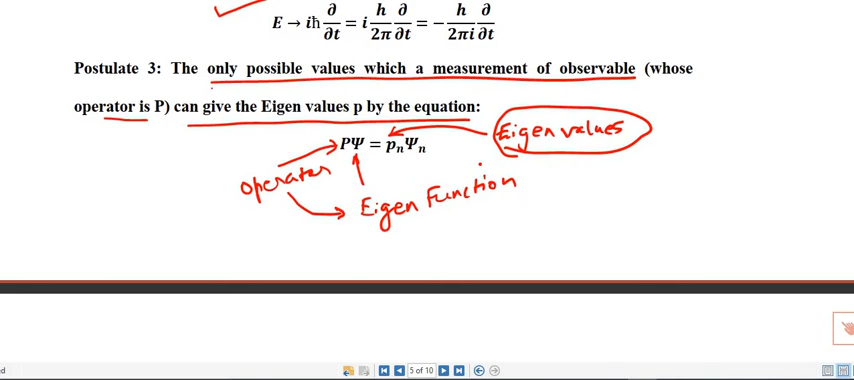 E → iħ ∂/∂t = i h/2π ∂/∂t = − h/2πi ∂/∂t
Postulate 3: The only possible values which a measurement of observable (whose
operator is P) can give the Eigen values p by the equation:
Eigen values
PΨ = pₙΨₙ
operator
Eigen Function
ed
5 of 10